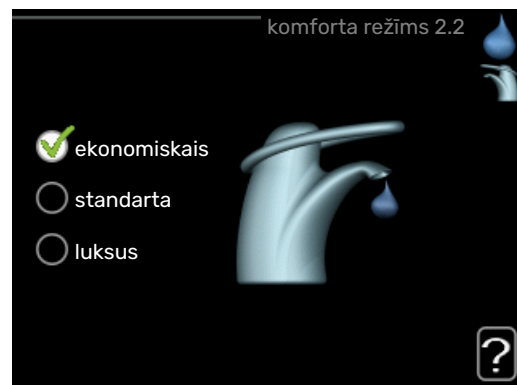 komforta režīms 2.2
ekonomiskais
standarta
luksus
?